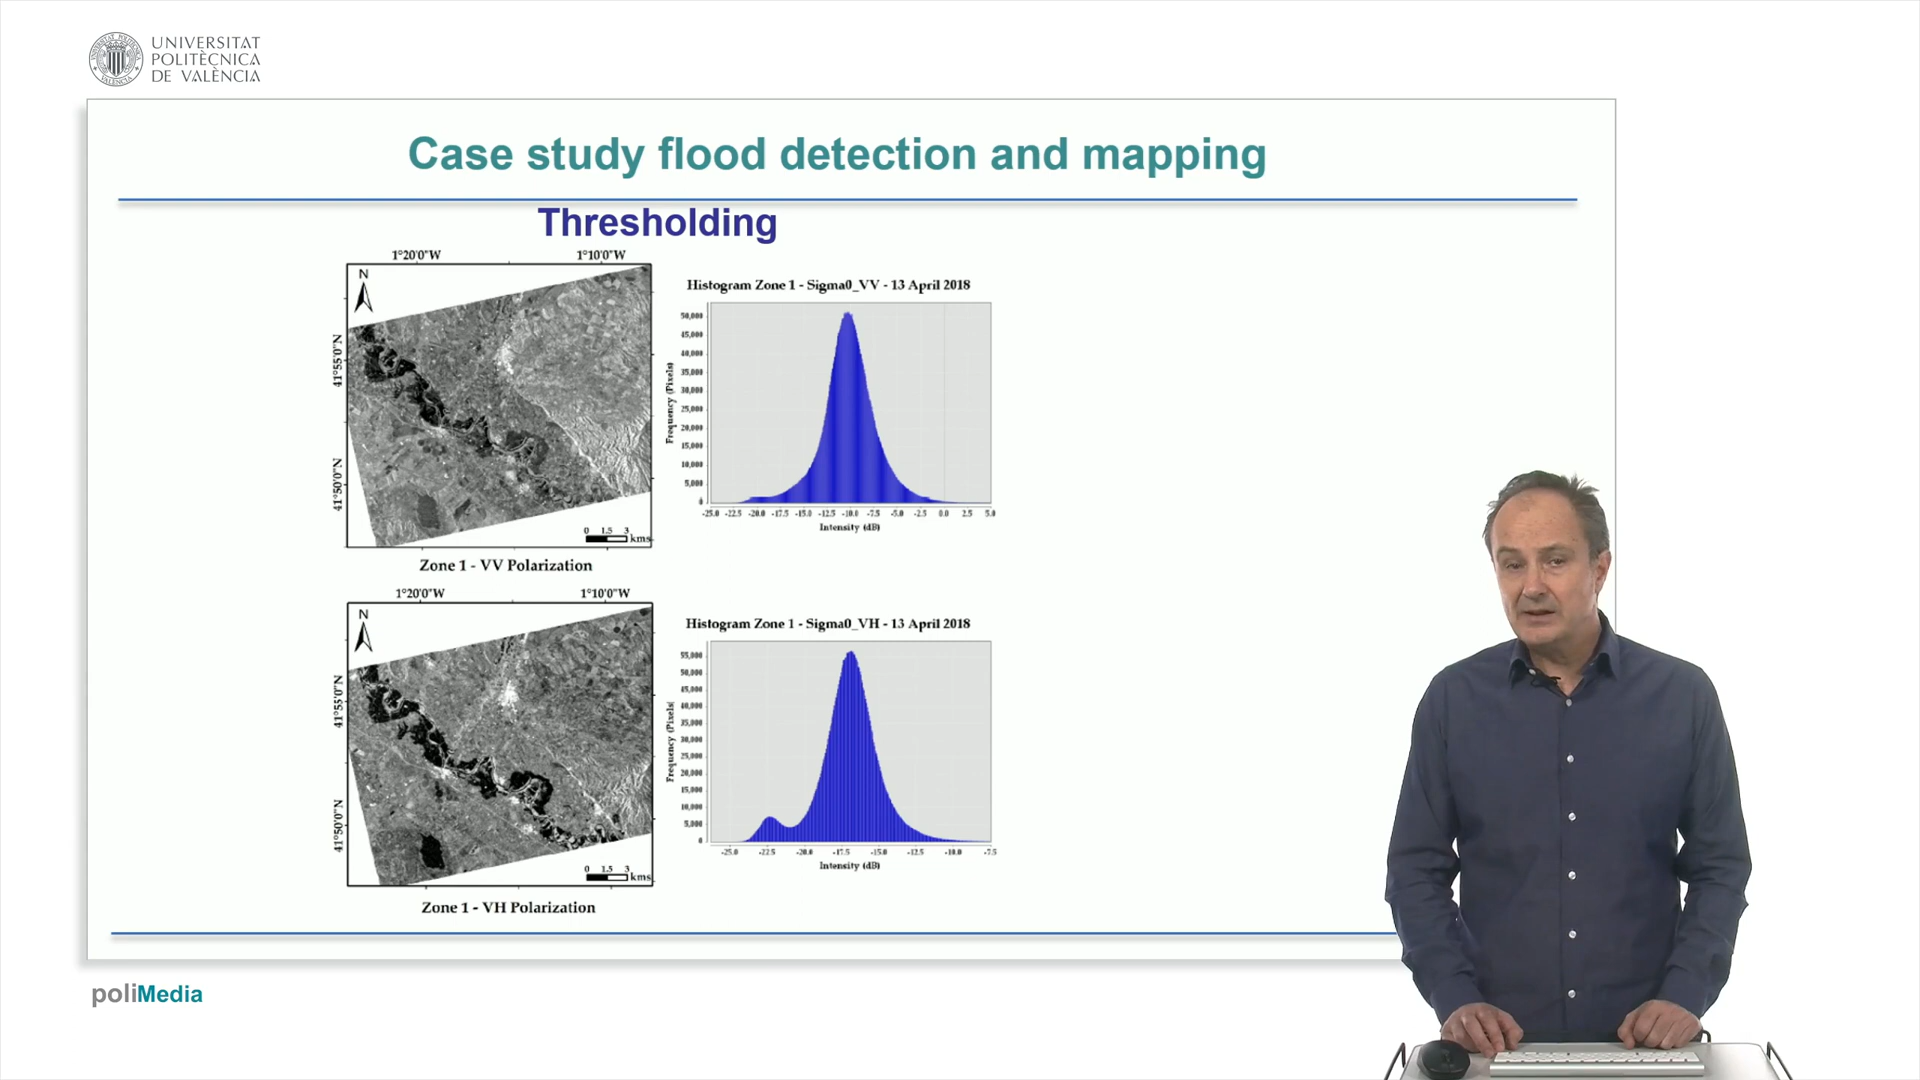 UNIVERSITAT
POLITÈCNICA
DE VALÈNCIA
Case study flood detection and mapping
Thresholding
1°20'0"W 1°10'0"W
N
41°55'0"N
41°50'0"N
0 1.5 3 kms
Zone 1 - VV Polarization
Histogram Zone 1 - Sigma0_VV - 13 April 2018
Frequency (Pixels)
50,000
45,000
40,000
35,000
30,000
25,000
20,000
15,000
10,000
5,000
0
-25.0 -22.5 -20.0 -17.5 -15.0 -12.5 -10.0 -7.5 -5.0 -2.5 0.0 2.5 5.0
Intensity (dB)
1°20'0"W 1°10'0"W
N
41°55'0"N
41°50'0"N
0 1.5 3 kms
Zone 1 - VH Polarization
Histogram Zone 1 - Sigma0_VH - 13 April 2018
Frequency (Pixels)
55,000
50,000
45,000
40,000
35,000
30,000
25,000
20,000
15,000
10,000
5,000
0
-25.0 -22.5 -20.0 -17.5 -15.0 -12.5 -10.0 -7.5
Intensity (dB)
poliMedia